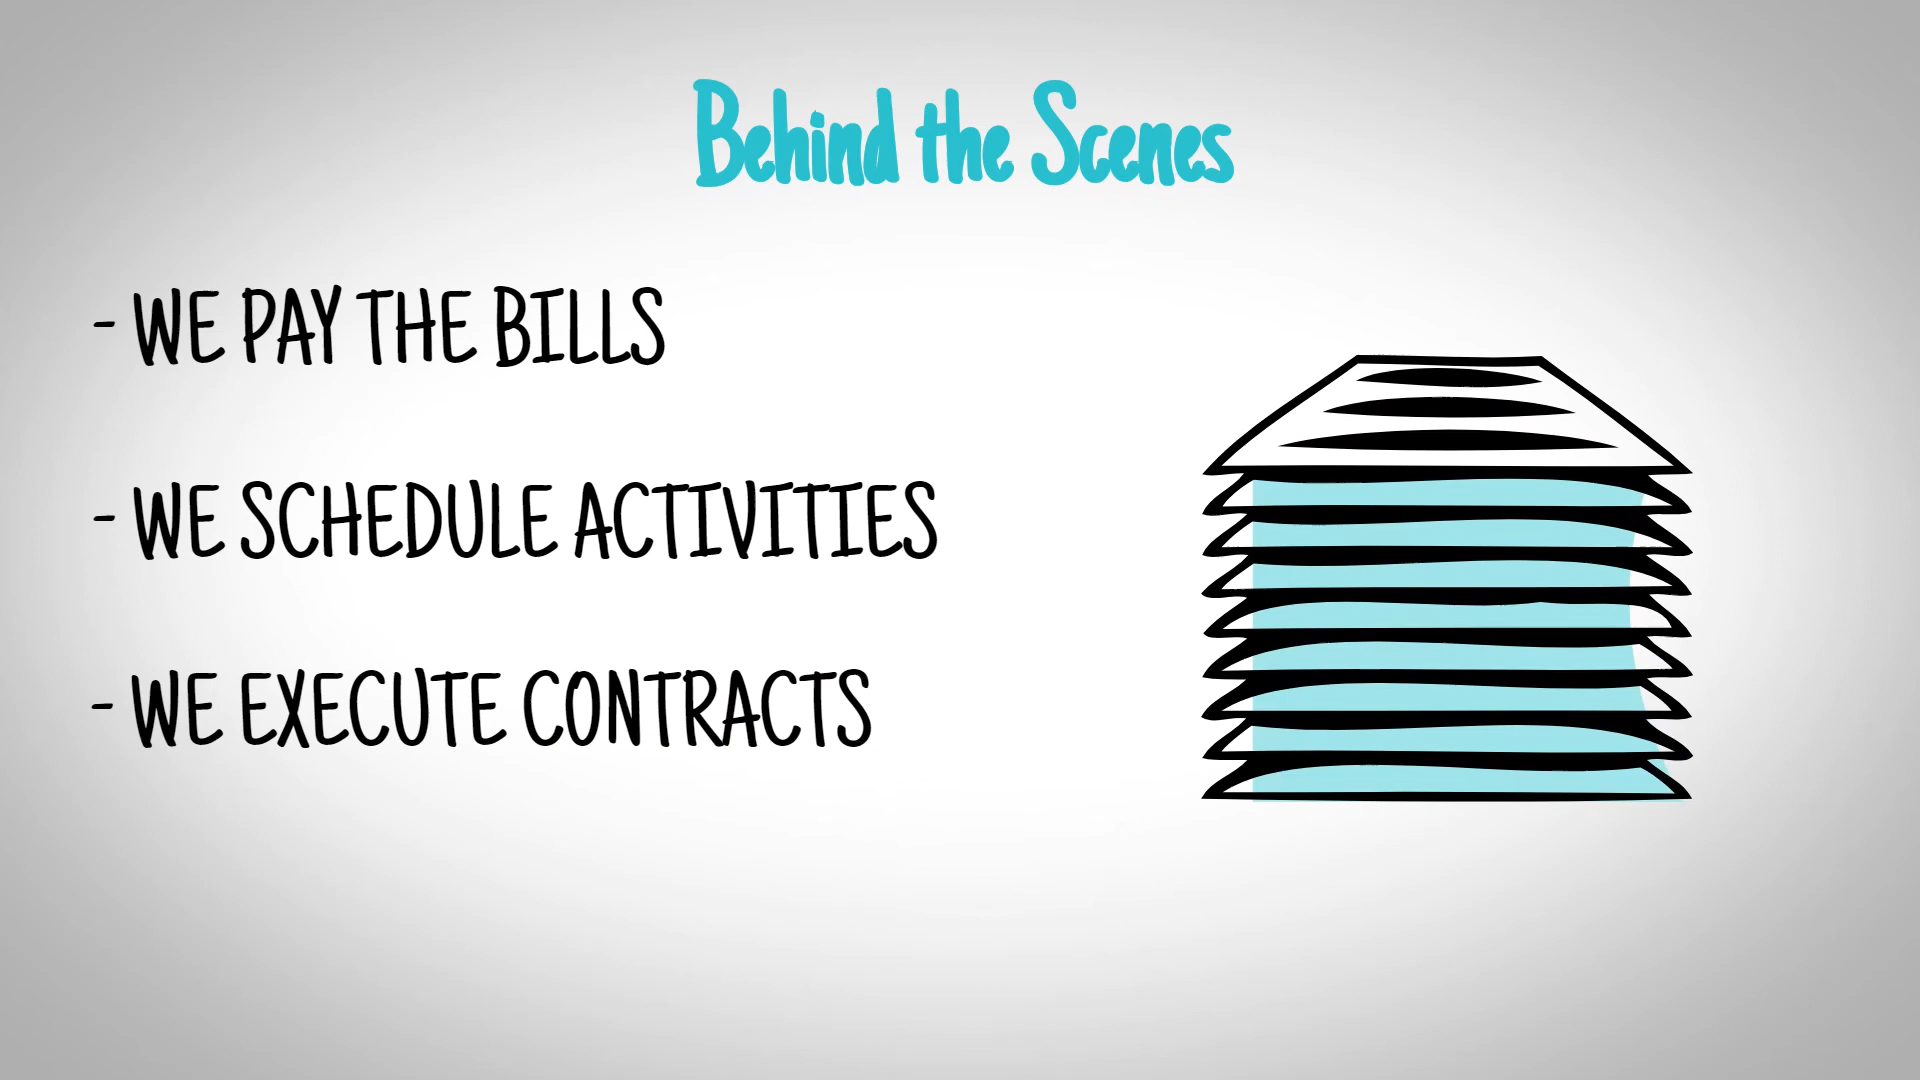 Behind the Scenes
- WE PAY THE BILLS
- WE SCHEDULE ACTIVITIES
- WE EXECUTE CONTRACTS